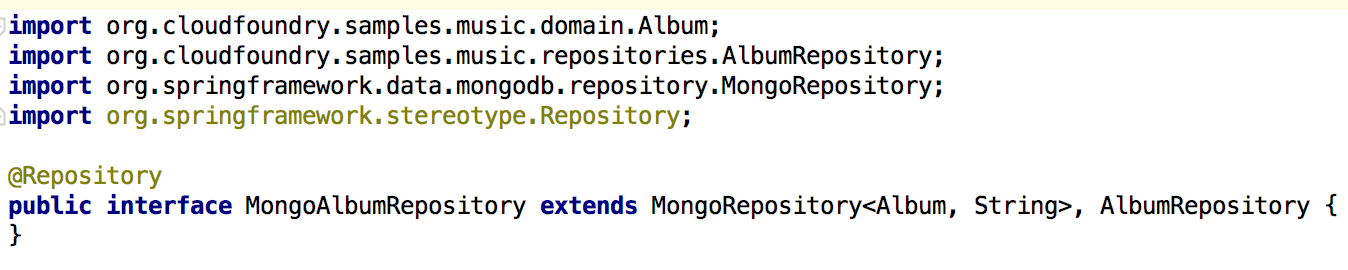 import org.cloudfoundry.samples.music.domain.Album;
import org.cloudfoundry.samples.music.repositories.AlbumRepository;
import org.springframework.data.mongodb.repository.MongoRepository;
import org.springframework.stereotype.Repository;
@Repository
public interface MongoAlbumRepository extends MongoRepository<Album, String>, AlbumRepository {
}